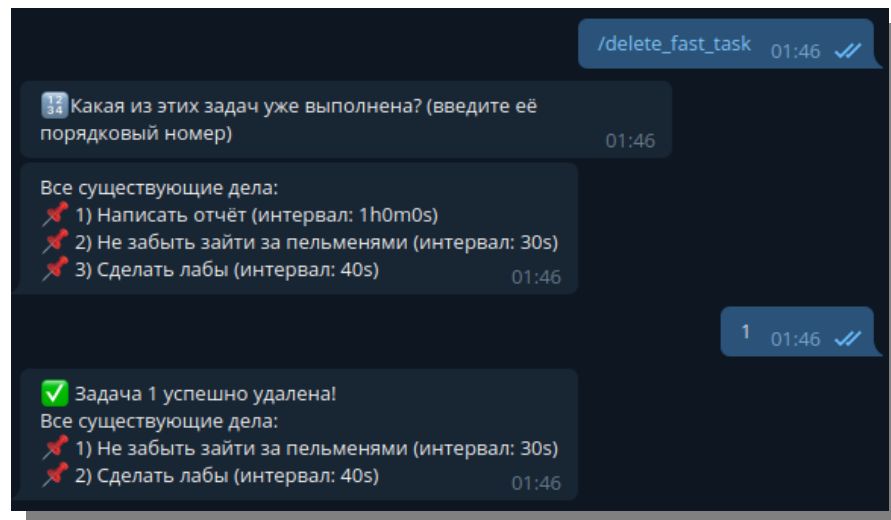 /delete_fast_task 01:46
🔢Какая из этих задач уже выполнена? (введите её
порядковый номер) 01:46
Все существующие дела:
📌 1) Написать отчёт (интервал: 1h0m0s)
📌 2) Не забыть зайти за пельменями (интервал: 30s)
📌 3) Сделать лабы (интервал: 40s) 01:46
1 01:46
✅ Задача 1 успешно удалена!
Все существующие дела:
📌 1) Не забыть зайти за пельменями (интервал: 30s)
📌 2) Сделать лабы (интервал: 40s) 01:46